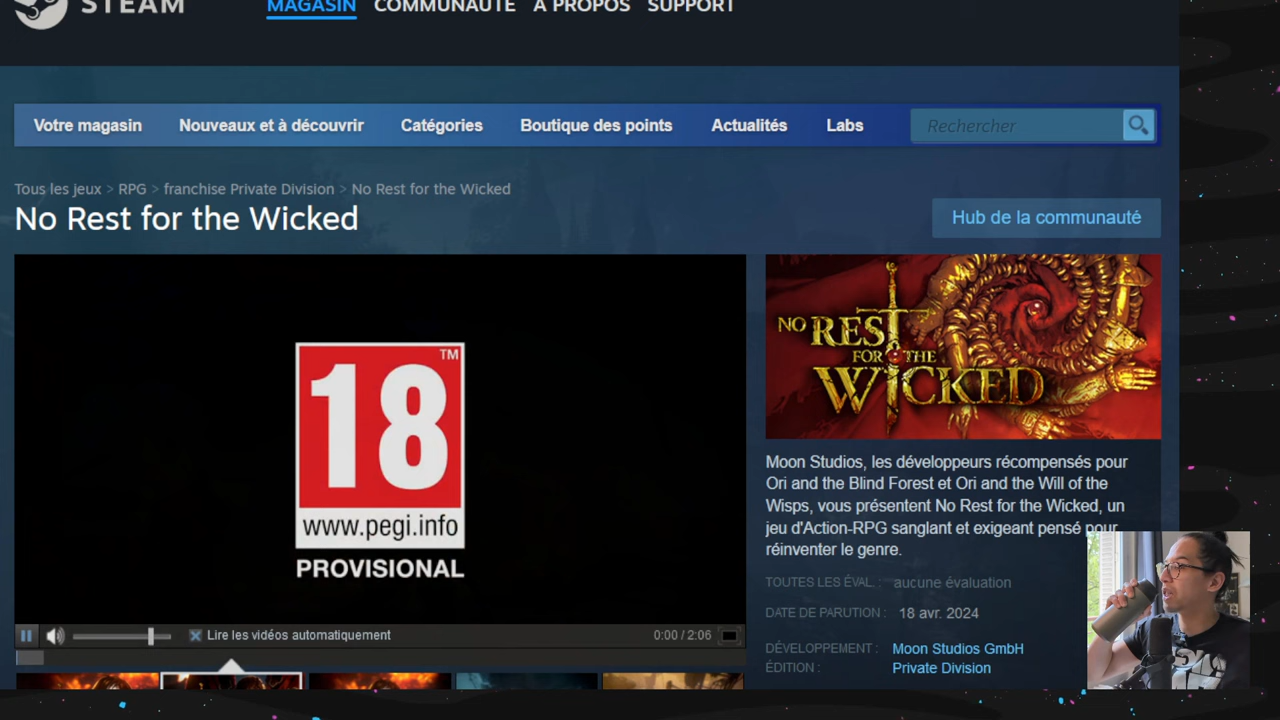 STEAM
MAGASIN COMMUNAUTÉ À PROPOS SUPPORT
Votre magasin Nouveaux et à découvrir Catégories Boutique des points Actualités Labs Rechercher
Tous les jeux > RPG > franchise Private Division > No Rest for the Wicked
No Rest for the Wicked
Hub de la communauté
18
TM
www.pegi.info
PROVISIONAL
Lire les vidéos automatiquement
0:00 / 2:06
NO REST
FOR THE
WICKED
Moon Studios, les développeurs récompensés pour
Ori and the Blind Forest et Ori and the Will of the
Wisps, vous présentent No Rest for the Wicked, un
jeu d'Action-RPG sanglant et exigeant pensé pour
réinventer le genre.
TOUTES LES ÉVAL. : aucune évaluation
DATE DE PARUTION : 18 avr. 2024
DÉVELOPPEMENT : Moon Studios GmbH
ÉDITION : Private Division